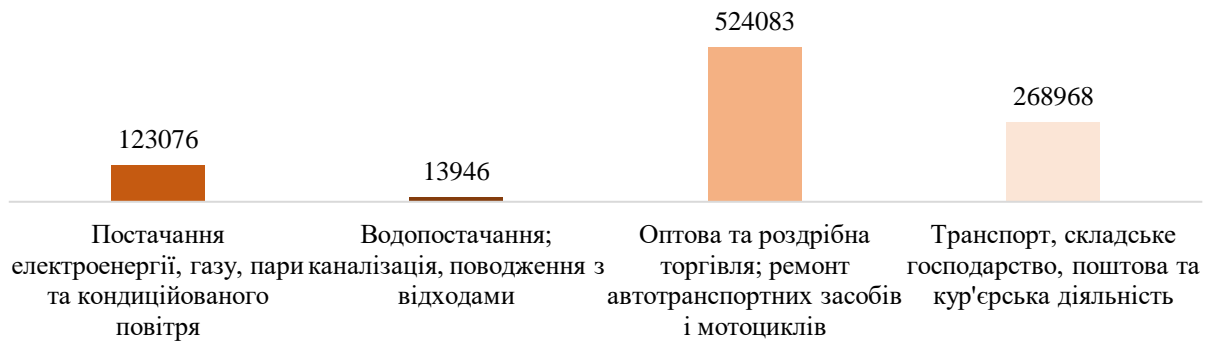 524083
268968
123076
13946
Постачання
електроенергії, газу, пари
та кондиційованого
повітря
Водопостачання;
каналізація, поводження з
відходами
Оптова та роздрібна
торгівля; ремонт
автотранспортних засобів
і мотоциклів
Транспорт, складське
господарство, поштова та
кур'єрська діяльність